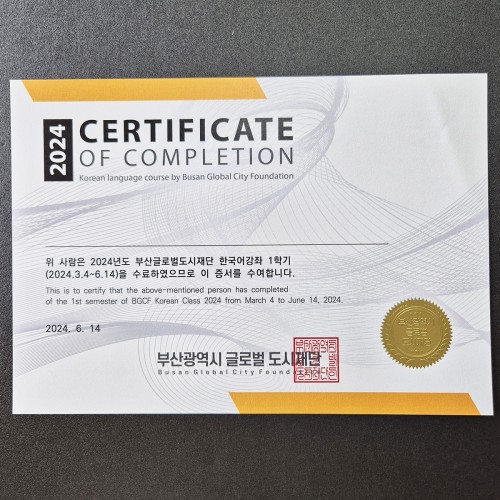 2024
CERTIFICATE
OF COMPLETION
Korean language course by Busan Global City Foundation
위 사람은 2024년도 부산글로벌도시재단 한국어강좌 1학기
(2024.3.4~6.14)을 수료하였으므로 이 증서를 수여합니다.
This is to certify that the above-mentioned person has completed
of the 1st semester of BGCF Korean Class 2024 from March 4 to June 14, 2024.
2024. 6. 14
부산광역시 글로벌 도시재단
Busan Global City Foundation